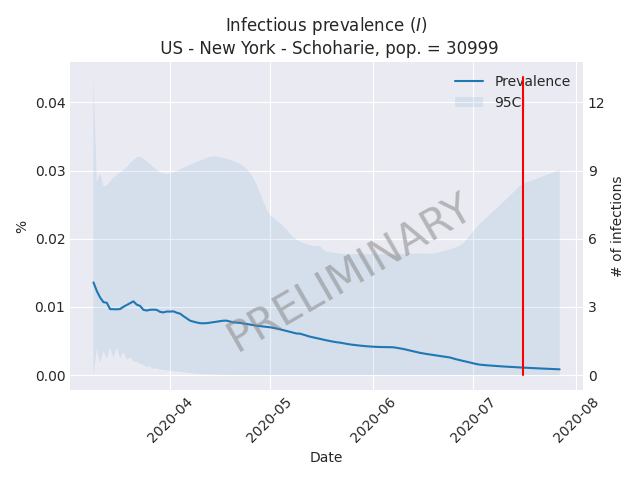 Infectious prevalence (I)
US - New York - Schoharie, pop. = 30999
Prevalence
95C
0.04
0.03
0.02
0.01
0.00
%
12
9
6
3
0
# of infections
PRELIMINARY
2020-04
2020-05
2020-06
2020-07
2020-08
Date